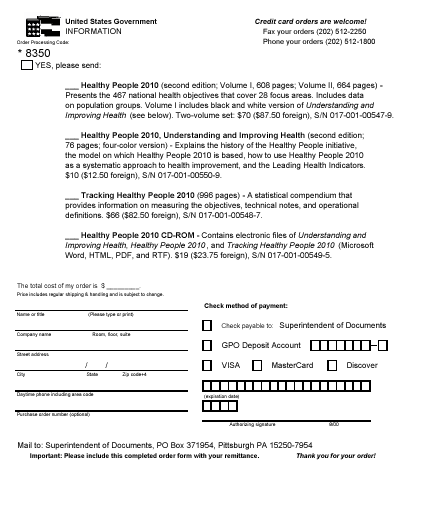 United States Government
INFORMATION
Credit card orders are welcome!
Fax your orders (202) 512-2250
Phone your orders (202) 512-1800
Order Processing Code:
* 8350
YES, please send:
___ Healthy People 2010 (second edition; Volume I, 608 pages; Volume II, 664 pages) -
Presents the 467 national health objectives that cover 28 focus areas. Includes data
on population groups. Volume I includes black and white version of Understanding and
Improving Health (see below). Two-volume set: $70 ($87.50 foreign), S/N 017-001-00547-9.
___ Healthy People 2010, Understanding and Improving Health (second edition;
76 pages; four-color version) - Explains the history of the Healthy People initiative,
the model on which Healthy People 2010 is based, how to use Healthy People 2010
as a systematic approach to health improvement, and the Leading Health Indicators.
$10 ($12.50 foreign), S/N 017-001-00550-9.
___ Tracking Healthy People 2010 (996 pages) - A statistical compendium that
provides information on measuring the objectives, technical notes, and operational
definitions. $66 ($82.50 foreign), S/N 017-001-00548-7.
___ Healthy People 2010 CD-ROM - Contains electronic files of Understanding and
Improving Health, Healthy People 2010, and Tracking Healthy People 2010 (Microsoft
Word, HTML, PDF, and RTF). $19 ($23.75 foreign), S/N 017-001-00549-5.
The total cost of my order is $ ________.
Price includes regular shipping & handling and is subject to change.
Name or title (Please type or print)
Company name Room, floor, suite
Street address
/ /
City State Zip code+4
Daytime phone including area code
Purchase order number (optional)
Check method of payment:
Check payable to: Superintendent of Documents
GPO Deposit Account
VISA MasterCard Discover
(expiration date)
Authorizing signature 9/00
Mail to: Superintendent of Documents, PO Box 371954, Pittsburgh PA 15250-7954
Important: Please include this completed order form with your remittance. Thank you for your order!